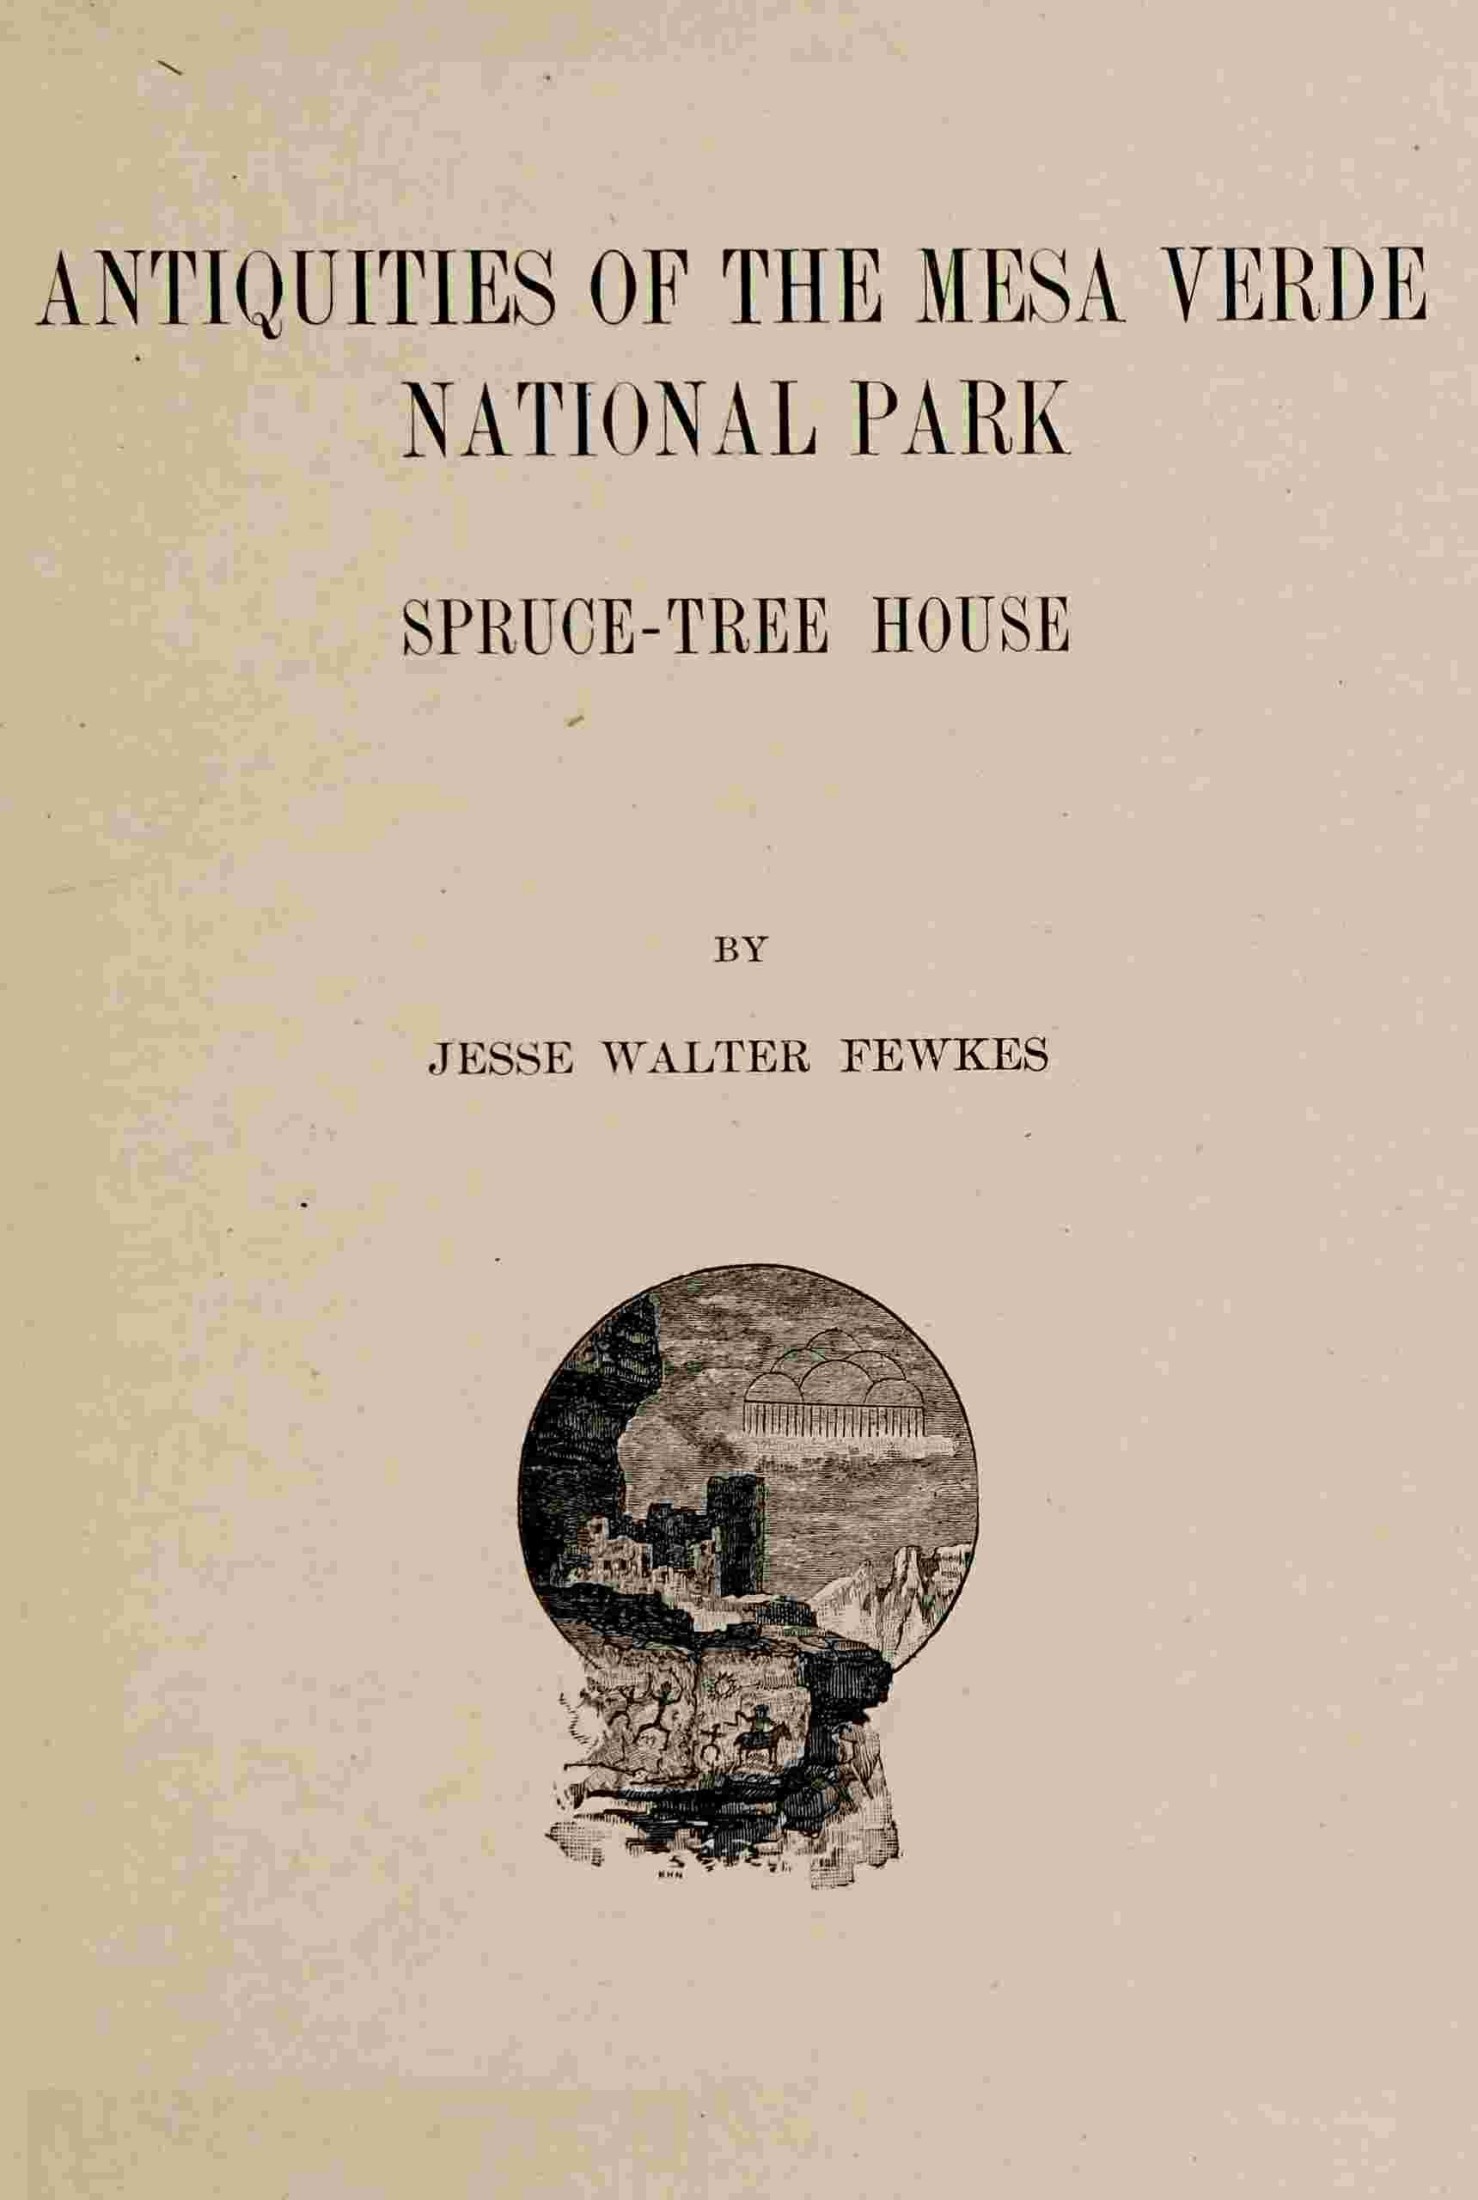 ANTIQUITIES OF THE MESA VERDE
NATIONAL PARK
SPRUCE-TREE HOUSE
BY
JESSE WALTER FEWKES